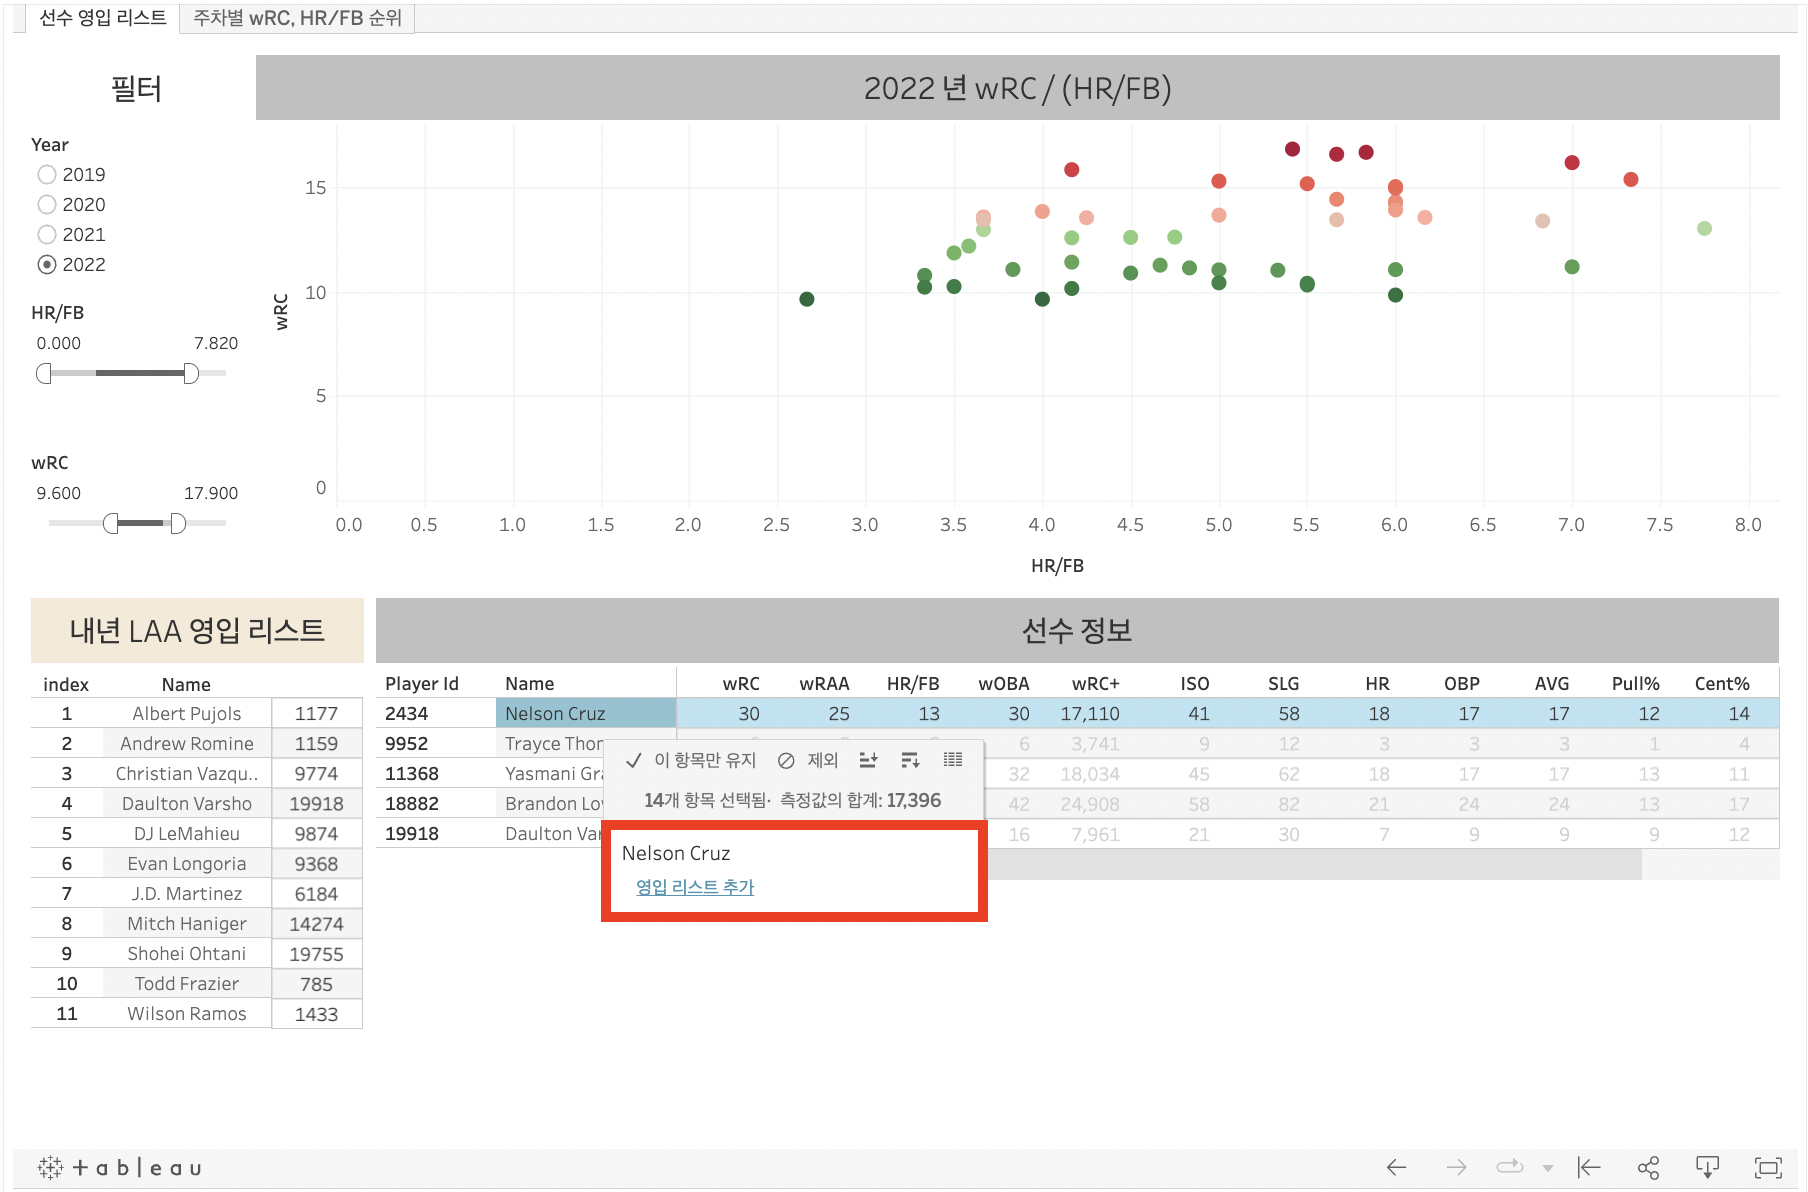 선수 영입 리스트 주차별 wRC, HR/FB 순위
필터
2022 년 wRC / (HR/FB)
Year
2019
2020
2021
2022
HR/FB
0.000 7.820
wRC
9.600 17.900
wRC
15
10
5
0
0.0 0.5 1.0 1.5 2.0 2.5 3.0 3.5 4.0 4.5 5.0 5.5 6.0 6.5 7.0 7.5 8.0
HR/FB
내년 LAA 영입 리스트
index Name
1 Albert Pujols 1177
2 Andrew Romine 1159
3 Christian Vazqu.. 9774
4 Daulton Varsho 19918
5 DJ LeMahieu 9874
6 Evan Longoria 9368
7 J.D. Martinez 6184
8 Mitch Haniger 14274
9 Shohei Ohtani 19755
10 Todd Frazier 785
11 Wilson Ramos 1433
선수 정보
Player Id Name wRC wRAA HR/FB wOBA wRC+ ISO SLG HR OBP AVG Pull% Cent%
2434 Nelson Cruz 30 25 13 30 17,110 41 58 18 17 17 12 14
9952 Trayce Thor 6 3,741 9 12 3 3 3 1 4
11368 Yasmani Gra 32 18,034 45 62 18 17 17 13 11
18882 Brandon Lov 42 24,908 58 82 21 24 24 13 17
19918 Daulton Var 16 7,961 21 30 7 9 9 9 12
이 항목만 유지 제외
14개 항목 선택됨· 측정값의 합계: 17,396
Nelson Cruz
영입 리스트 추가
+ableau